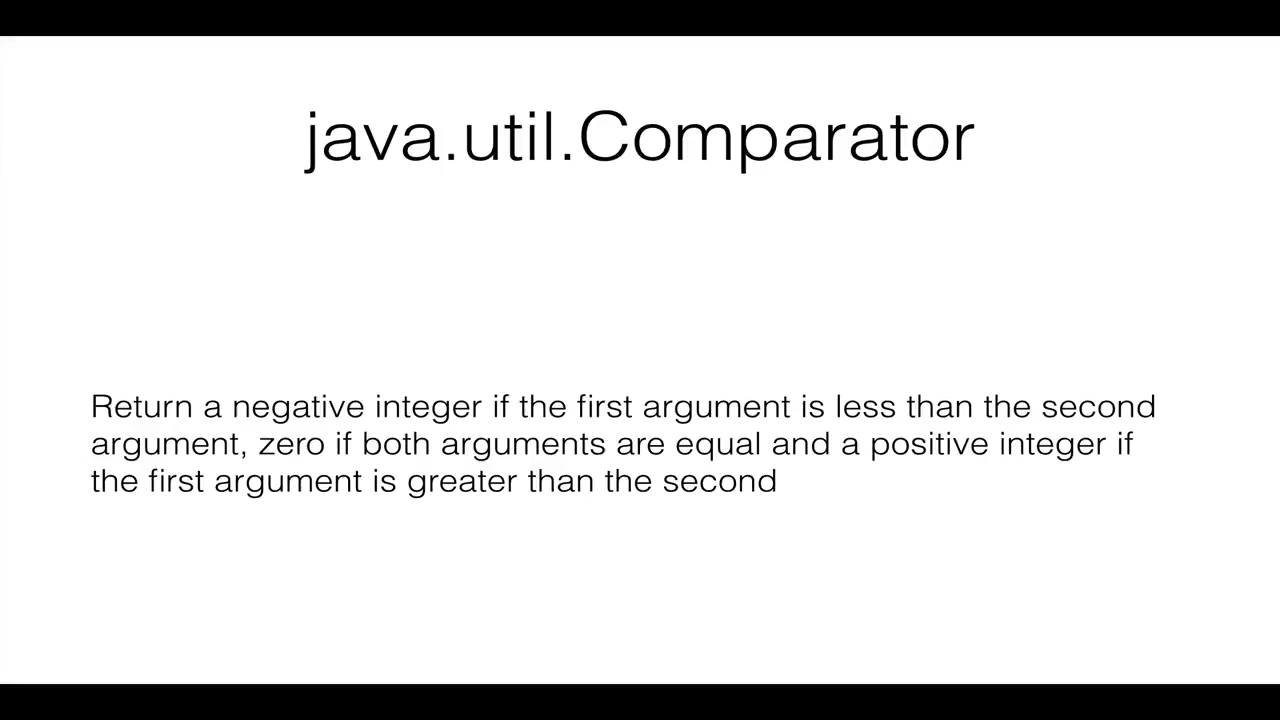 java.util.Comparator
Return a negative integer if the first argument is less than the second
argument, zero if both arguments are equal and a positive integer if
the first argument is greater than the second